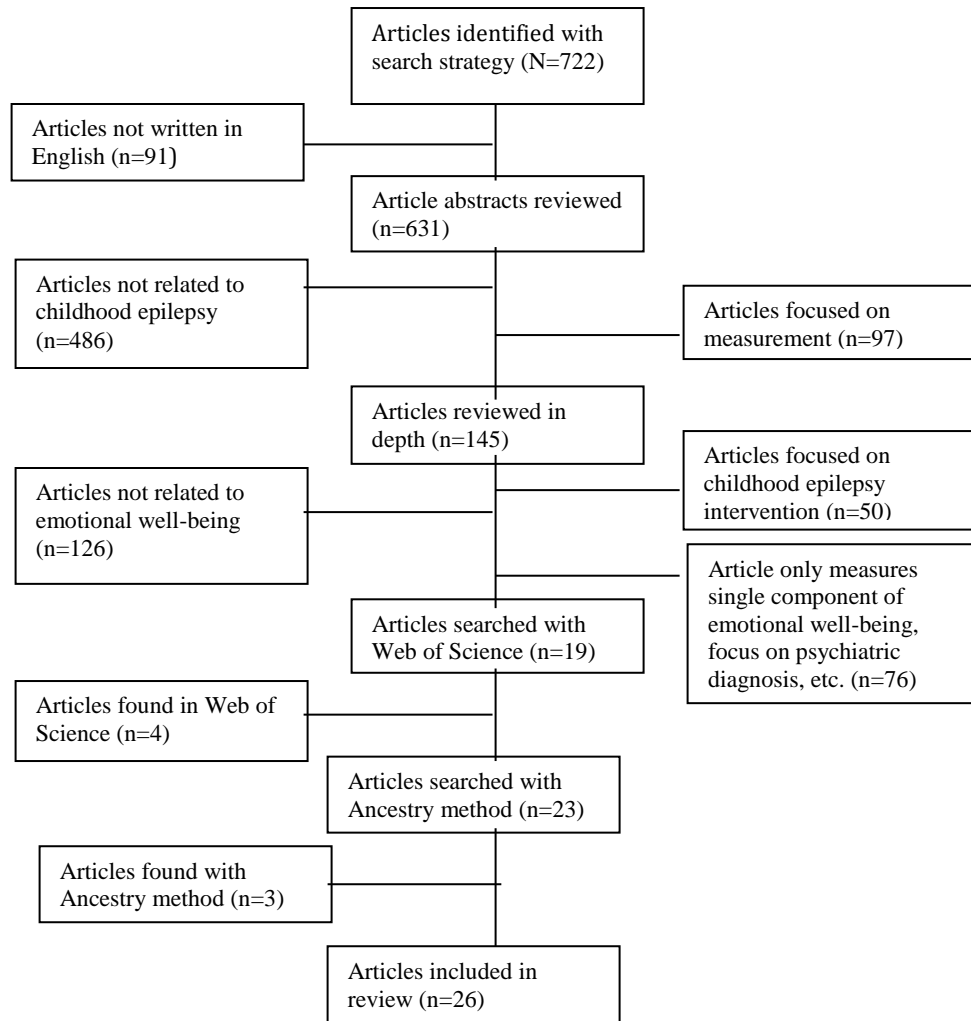 Articles identified with
search strategy (N=722)
Articles not written in
English (n=91)
Article abstracts reviewed
(n=631)
Articles not related to
childhood epilepsy
(n=486)
Articles focused on
measurement (n=97)
Articles reviewed in
depth (n=145)
Articles focused on
childhood epilepsy
intervention (n=50)
Articles not related to
emotional well-being
(n=126)
Article only measures
single component of
emotional well-being,
focus on psychiatric
diagnosis, etc. (n=76)
Articles searched with
Web of Science (n=19)
Articles found in Web of
Science (n=4)
Articles searched with
Ancestry method (n=23)
Articles found with
Ancestry method (n=3)
Articles included in
review (n=26)